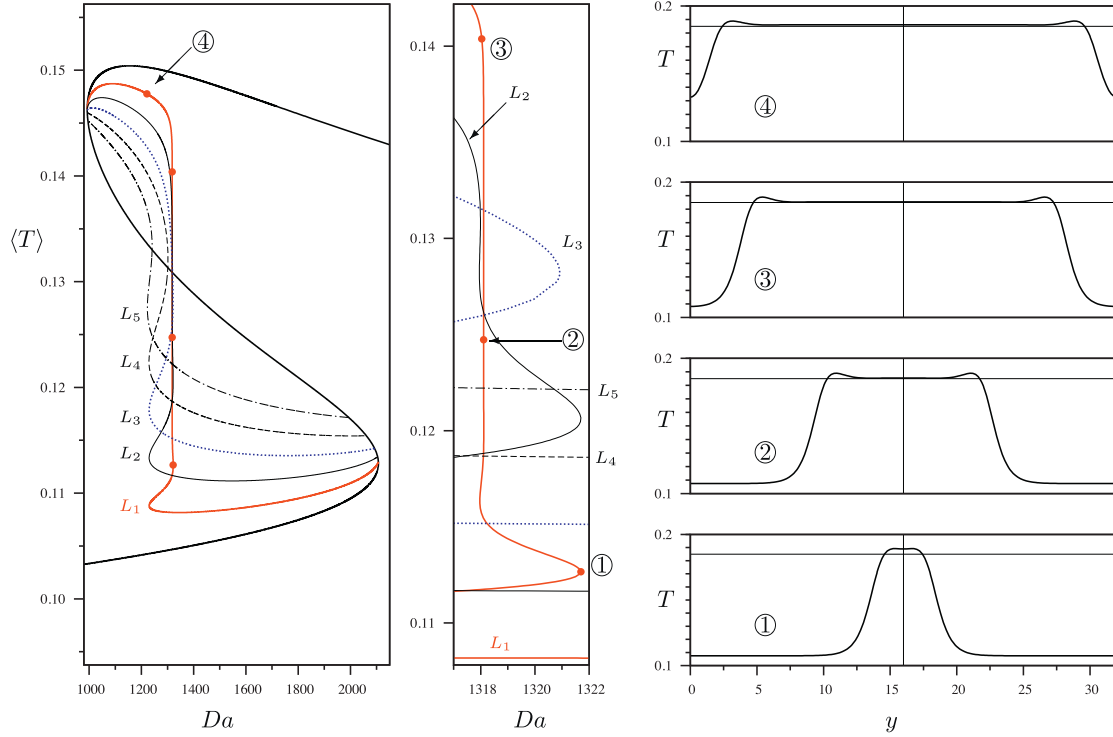 0.15
0.14
0.13
0.12
0.11
0.10
⟨T⟩
④
L₅
L₄
L₃
L₂
L₁
1000 1200 1400 1600 1800 2000
Da
0.14
0.13
0.12
0.11
③
L₂
L₃
②
L₅
L₄
①
L₁
1318 1320 1322
Da
0.2
T
④
0.1
0.2
T
③
0.1
0.2
T
②
0.1
0.2
T
①
0.1
0 5 10 15 20 25 30
y